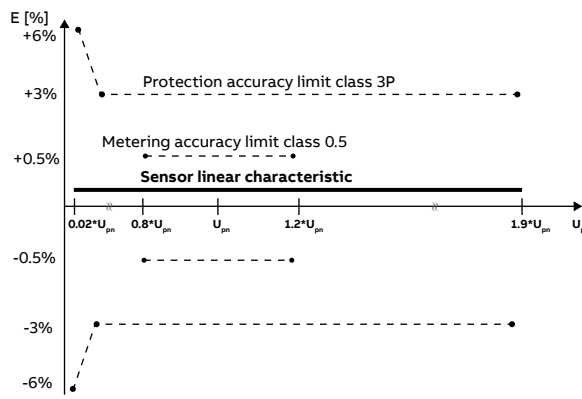 E [%]
+6%
+3%
Protection accuracy limit class 3P
Metering accuracy limit class 0.5
+0.5%
Sensor linear characteristic
0.02*Upn 0.8*Upn Upn 1.2*Upn 1.9*Upn
-0.5%
-3%
-6%